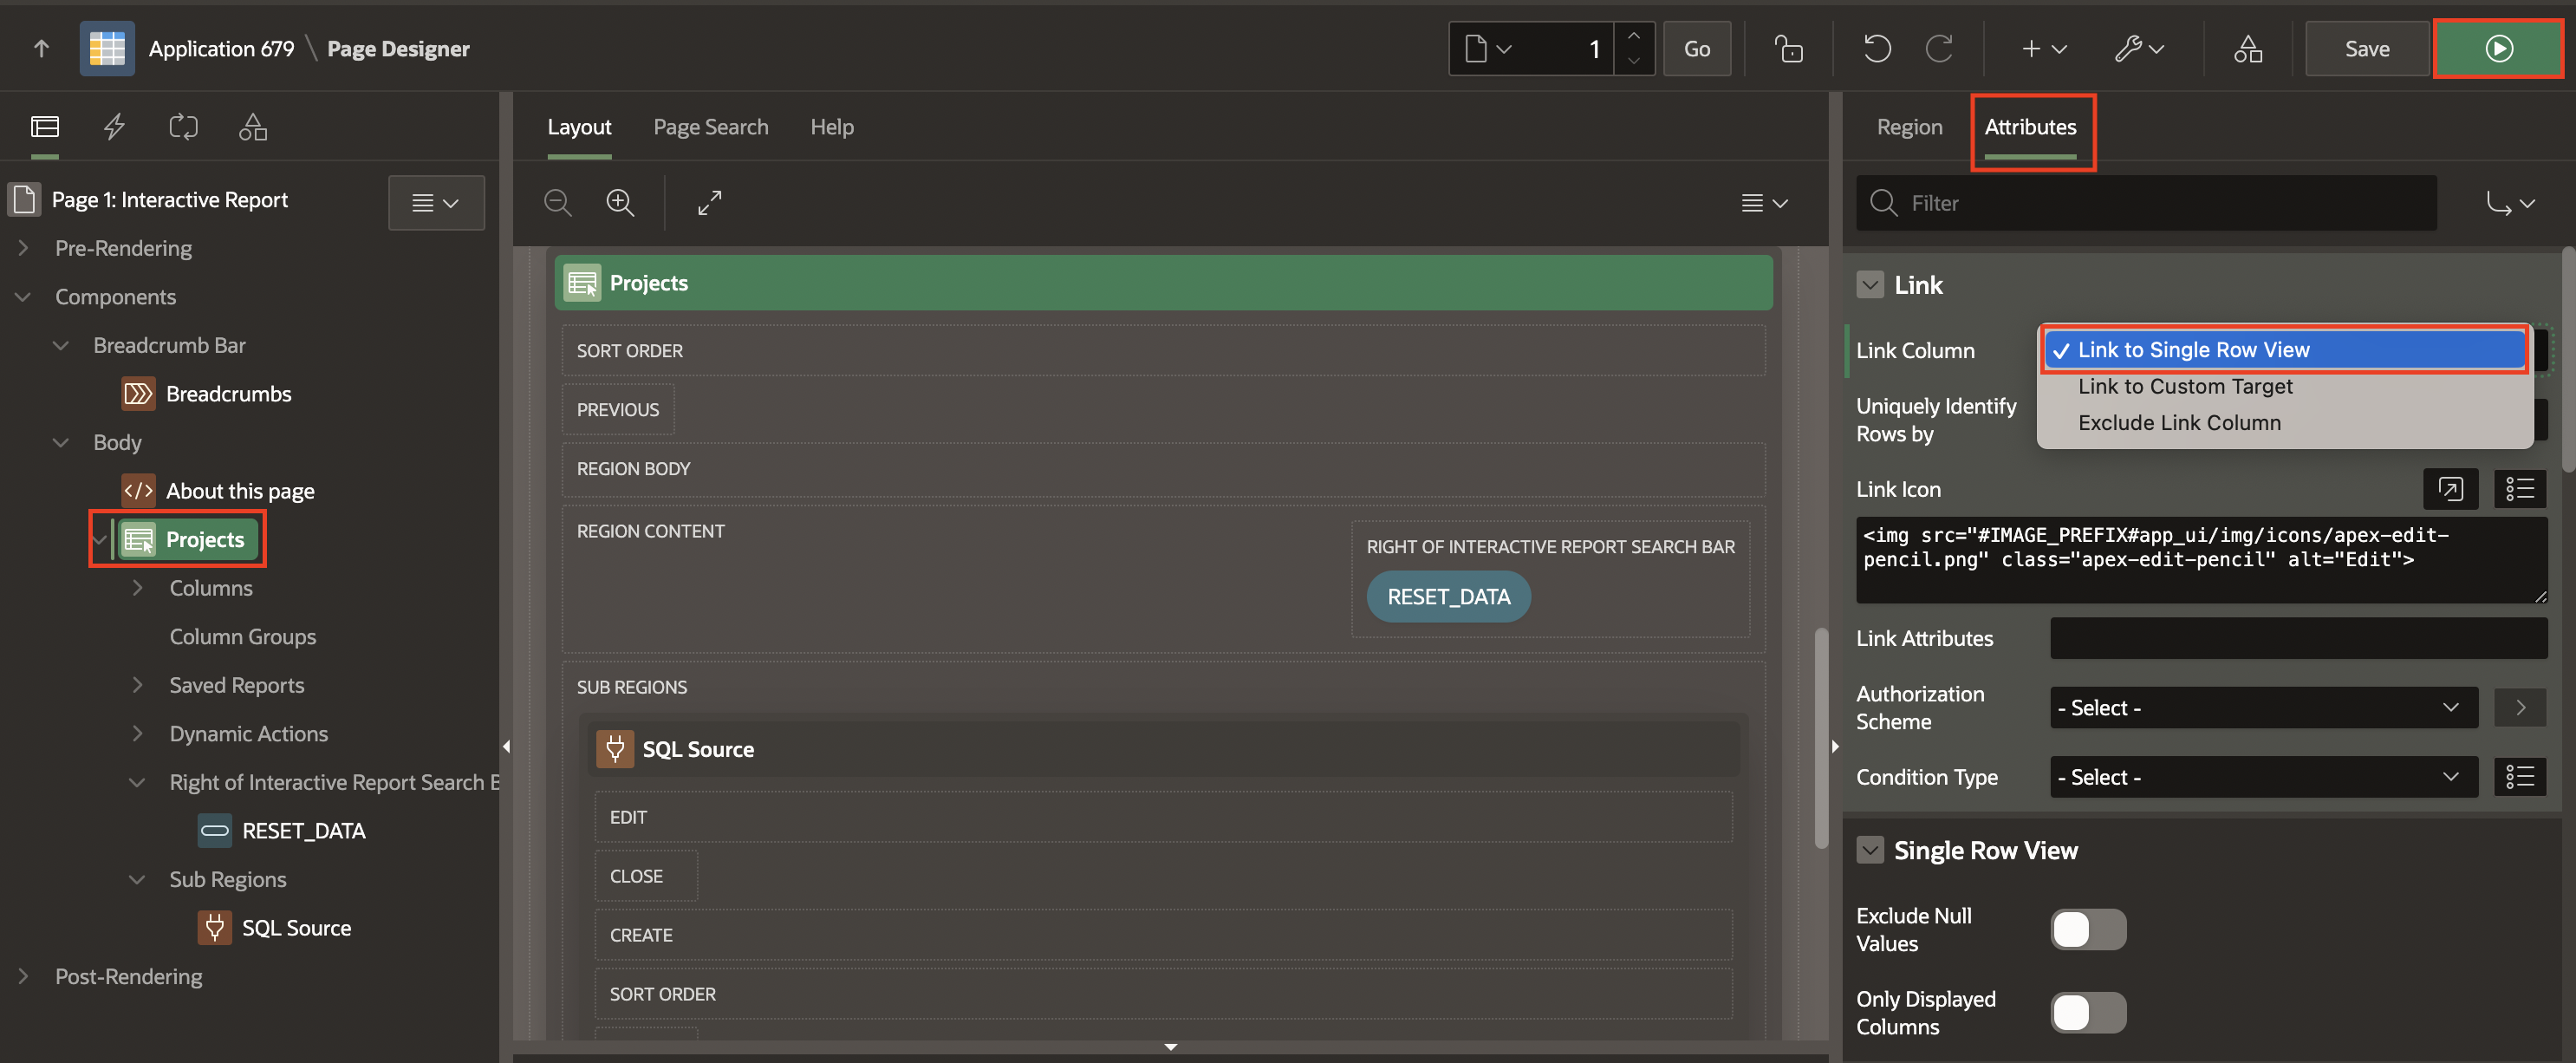 Application 679 \ Page Designer
1
Go
Save
Page 1: Interactive Report
Pre-Rendering
Components
Breadcrumb Bar
Breadcrumbs
Body
About this page
Projects
Columns
Column Groups
Saved Reports
Dynamic Actions
Right of Interactive Report Search B
RESET_DATA
Sub Regions
SQL Source
Post-Rendering
Layout
Page Search
Help
Projects
SORT ORDER
PREVIOUS
REGION BODY
REGION CONTENT
RIGHT OF INTERACTIVE REPORT SEARCH BAR
RESET_DATA
SUB REGIONS
SQL Source
EDIT
CLOSE
CREATE
SORT ORDER
Region
Attributes
Filter
Link
Link Column
✓ Link to Single Row View
Link to Custom Target
Exclude Link Column
Uniquely Identify
Rows by
Link Icon
<img src="#IMAGE_PREFIX#app_ui/img/icons/apex-edit-
pencil.png" class="apex-edit-pencil" alt="Edit">
Link Attributes
Authorization
Scheme
- Select -
Condition Type
- Select -
Single Row View
Exclude Null
Values
Only Displayed
Columns